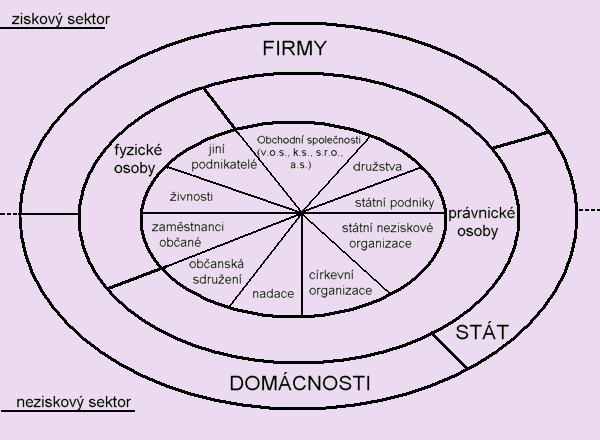 ziskový sektor
FIRMY
fyzické
osoby
jiní
podnikatelé
Obchodní společnosti
(v.o.s., k.s., s.r.o.,
a.s.)
družstva
živnosti
státní podniky
právnické
osoby
zaměstnanci
občané
státní neziskové
organizace
občanská
sdružení
nadace
církevní
organizace
STÁT
DOMÁCNOSTI
neziskový sektor